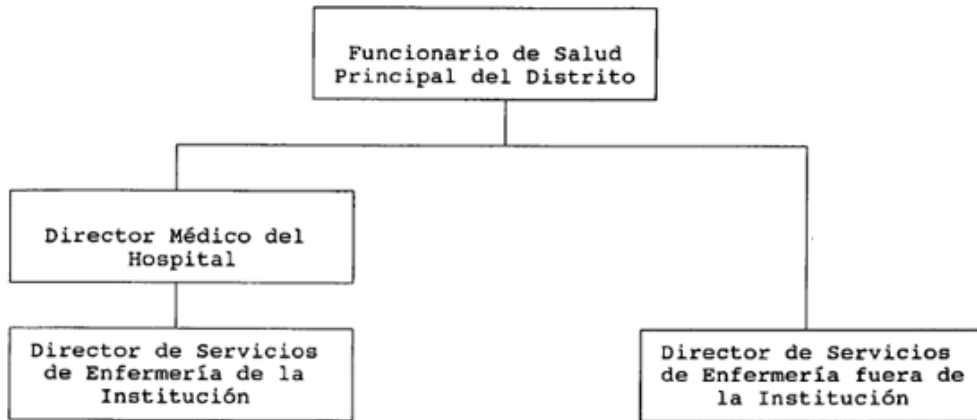 Funcionario de Salud
Principal del Distrito
Director Médico del
Hospital
Director de Servicios
de Enfermería de la
Institución
Director de Servicios
de Enfermería fuera de
la Institución